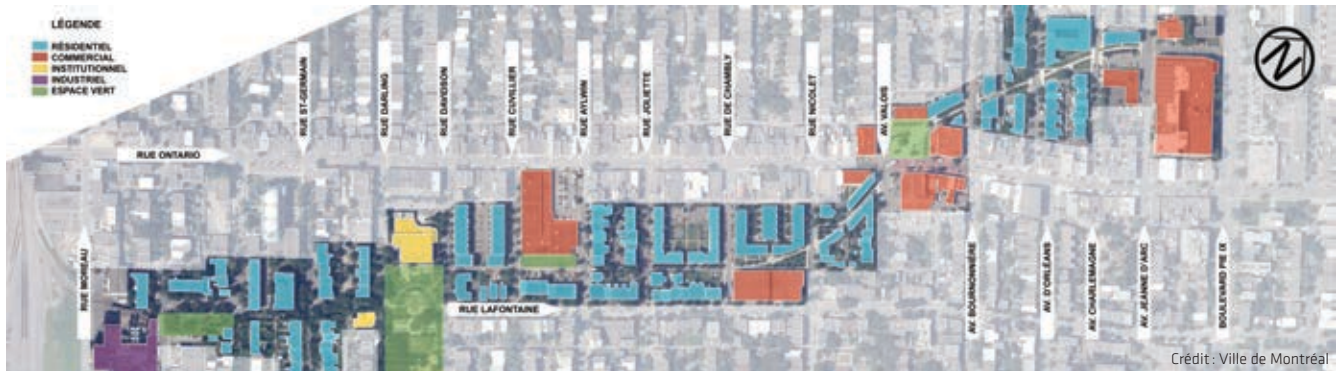 LÉGENDE
RÉSIDENTIEL
COMMERCIAL
INSTITUTIONNEL
INDUSTRIEL
ESPACE VERT
RUE ST-GERMAIN
RUE DARLING
RUE DAVIDSON
RUE CUVILLIER
RUE AYLWIN
RUE JOLIETTE
RUE DE CHAMBLY
RUE NICOLET
AV. VALOIS
RUE ONTARIO
RUE MOREAU
RUE LAFONTAINE
AV. BOURBONNIÈRE
AV. D'ORLÉANS
AV. CHARLEMAGNE
AV. JEANNE D'ARC
BOULEVARD PIE IX
N
Crédit : Ville de Montréal